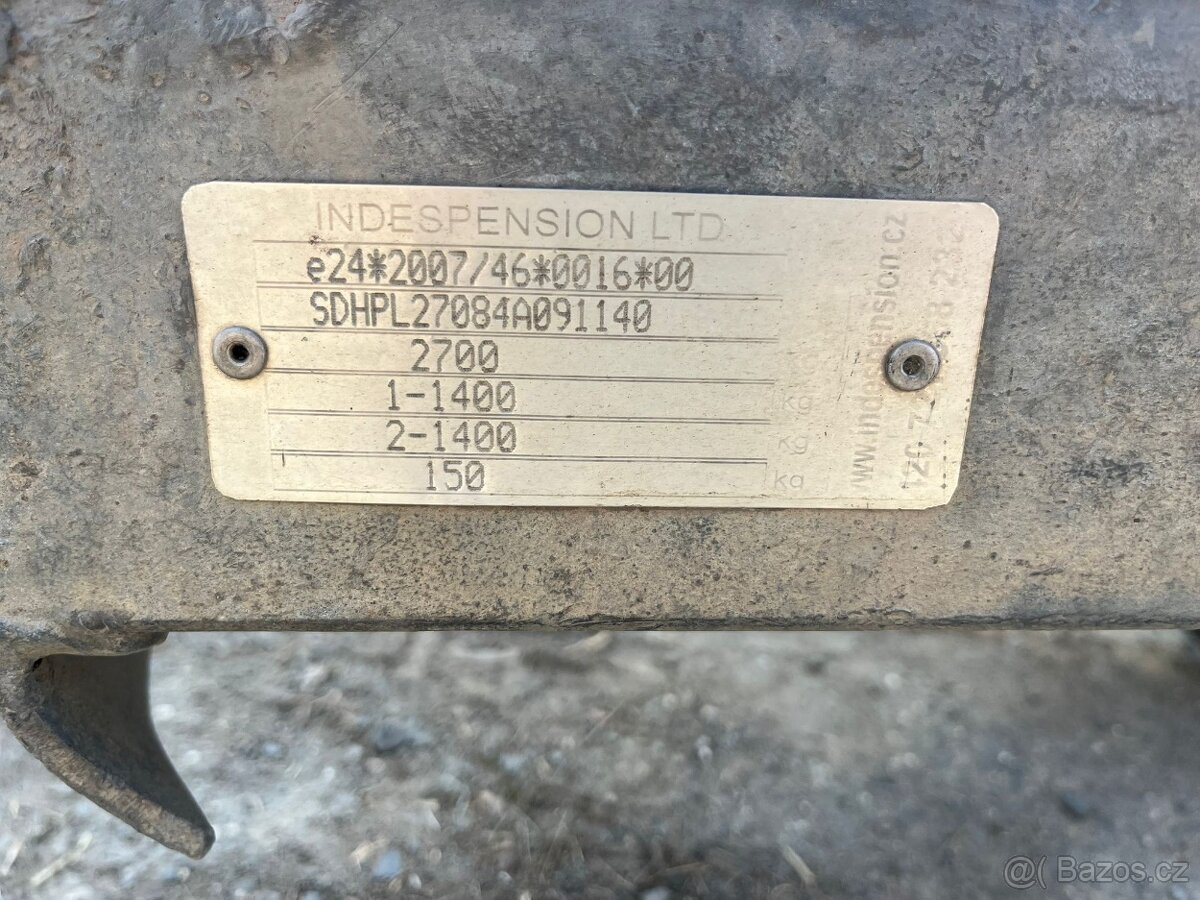 INDESPENSION LTD
e24*2007/46*0016*00
SDHPL27084A091140
2700
1-1400
kg
2-1400
kg
150
kg
www.indespension.cz
@( Bazos.cz